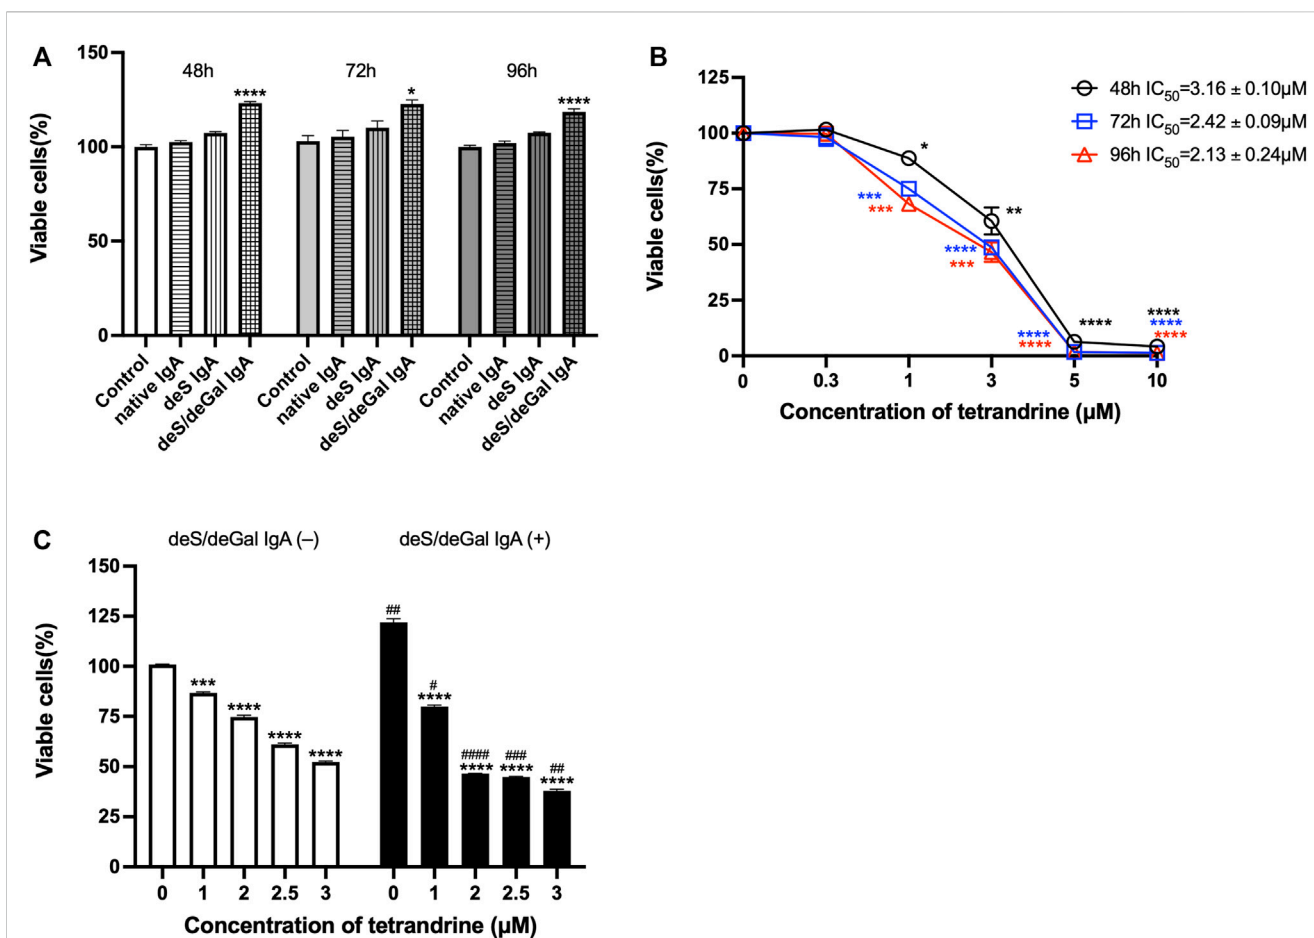 A
150
100
50
0
Viable cells(%)
48h
72h
96h
****
*
****
Control
native IgA
deS IgA
deS/deGal IgA
Control
native IgA
deS IgA
deS/deGal IgA
Control
native IgA
deS IgA
deS/deGal IgA
B
125
100
75
50
25
0
Viable cells(%)
48h IC50=3.16 ± 0.10µM
72h IC50=2.42 ± 0.09µM
96h IC50=2.13 ± 0.24µM
*
***
***
**
****
***
****
****
****
****
****
****
0 0.3 1 3 5 10
Concentration of tetrandrine (µM)
C
deS/deGal IgA (–) deS/deGal IgA (+)
150
125
100
75
50
25
0
Viable cells(%)
***
****
****
****
##
#
****
####
****
###
****
##
****
0 1 2 2.5 3 0 1 2 2.5 3
Concentration of tetrandrine (µM)